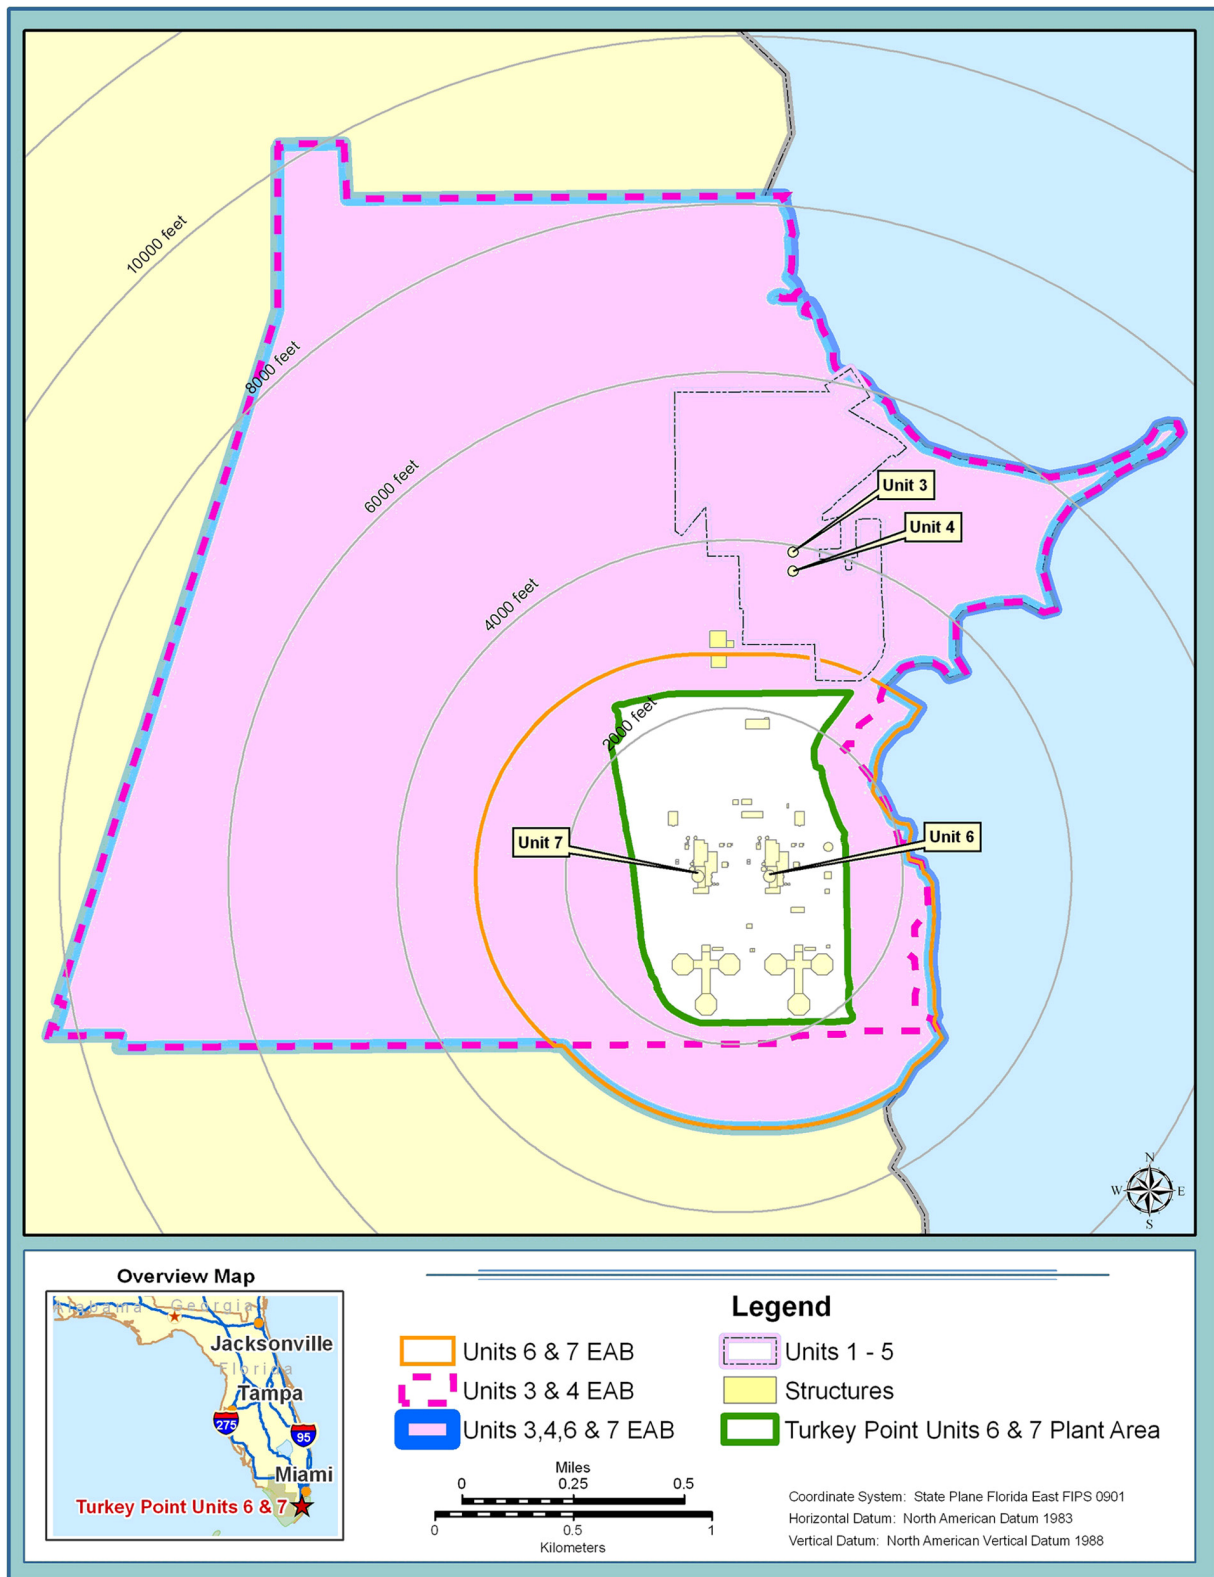 10000 feet
8000 feet
6000 feet
4000 feet
2000 feet
Unit 3
Unit 4
Unit 7
Unit 6
N
W E
S
Overview Map
Alabama Georgia
Jacksonville
Florida
Tampa
275
95
Miami
Turkey Point Units 6 & 7
Legend
Units 6 & 7 EAB
Units 3 & 4 EAB
Units 3,4,6 & 7 EAB
Units 1 - 5
Structures
Turkey Point Units 6 & 7 Plant Area
Miles
0 0.25 0.5
0 0.5 1
Kilometers
Coordinate System: State Plane Florida East FIPS 0901
Horizontal Datum: North American Datum 1983
Vertical Datum: North American Vertical Datum 1988